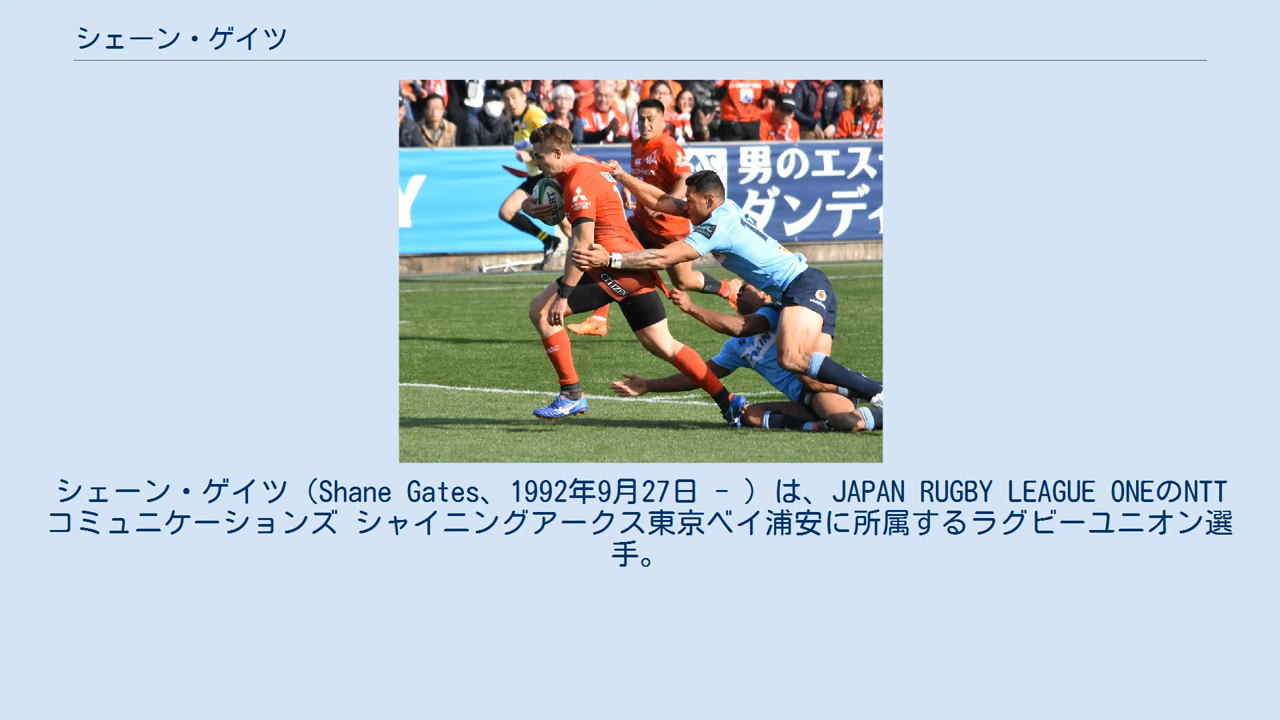 シェーン・ゲイツ
男のエス
ダンディ
CITIZEN
シェーン・ゲイツ（Shane Gates、1992年9月27日 - ）は、JAPAN RUGBY LEAGUE ONEのNTT
コミュニケーションズ シャイニングアークス東京ベイ浦安に所属するラグビーユニオン選
手。